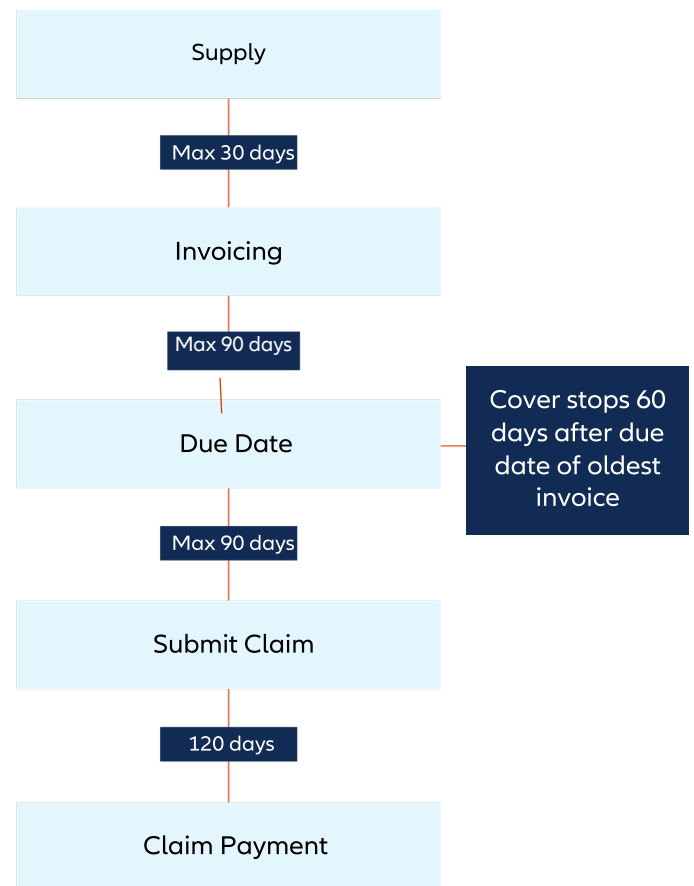 Supply
Max 30 days
Invoicing
Max 90 days
Due Date
Cover stops 60
days after due
date of oldest
invoice
Max 90 days
Submit Claim
120 days
Claim Payment